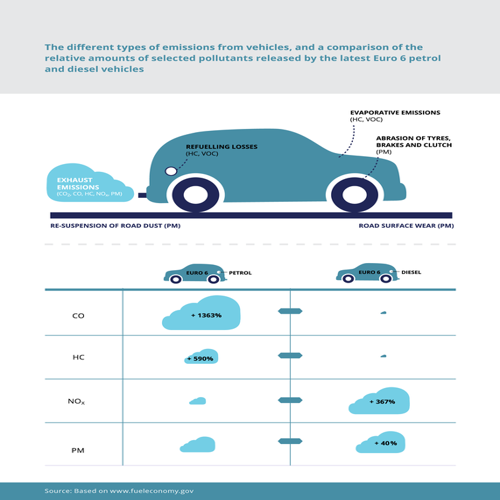 The different types of emissions from vehicles, and a comparison of the
relative amounts of selected pollutants released by the latest Euro 6 petrol
and diesel vehicles
EVAPORATIVE EMISSIONS
(HC, VOC)
ABRASION OF TYRES,
BRAKES AND CLUTCH
(PM)
REFUELLING LOSSES
(HC, VOC)
EXHAUST
EMISSIONS
(CO₂, CO, HC, NOₓ, PM)
RE-SUSPENSION OF ROAD DUST (PM)
ROAD SURFACE WEAR (PM)
EURO 6
PETROL
EURO 6
DIESEL
CO
+ 1363%
HC
+ 590%
NOₓ
+ 367%
PM
+ 40%
Source: Based on www.fueleconomy.gov